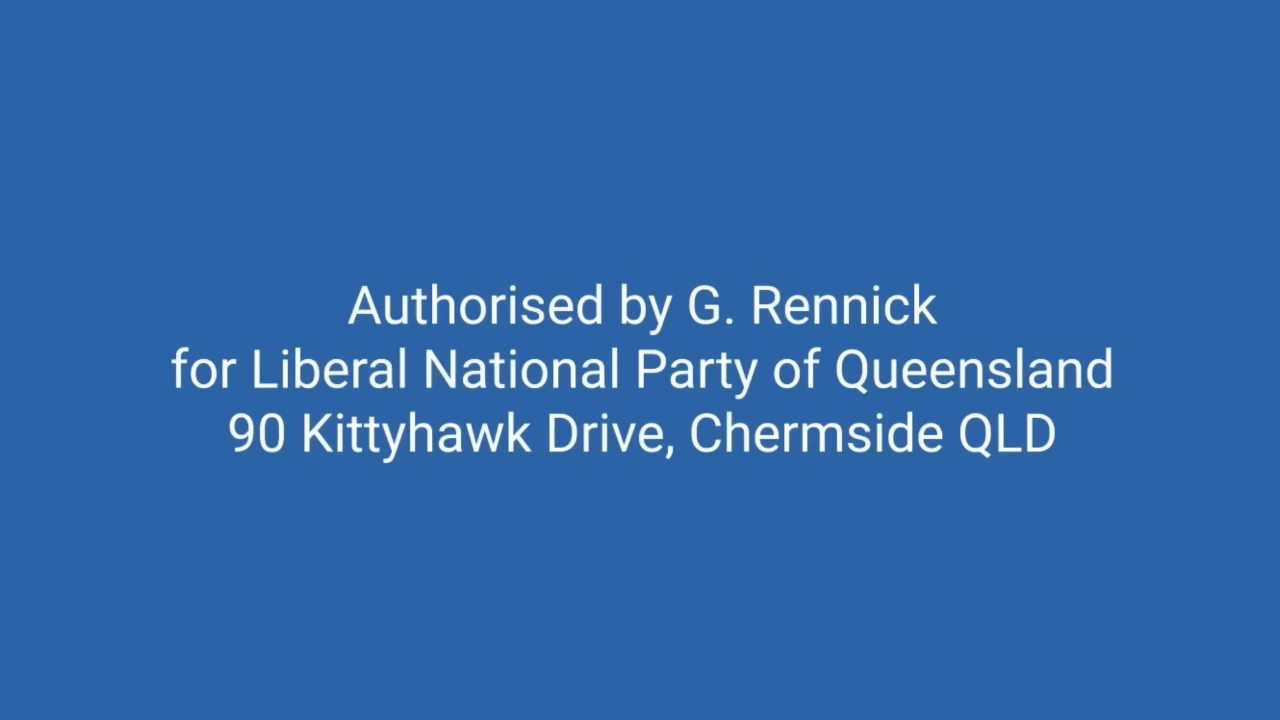 Authorised by G. Rennick
for Liberal National Party of Queensland
90 Kittyhawk Drive, Chermside QLD